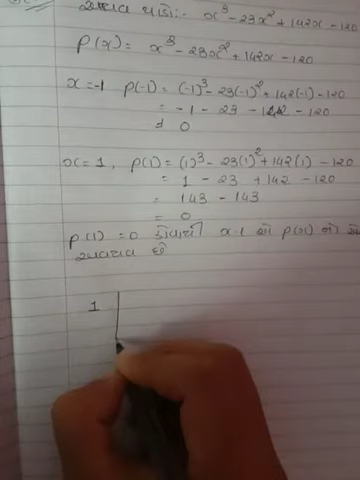 અવયવ પાડો:- x³ - 23x² + 142x - 120
P(x) = x³ - 23x² + 142x - 120
x = -1 P(-1) = (-1)³ - 23(-1)² + 142(-1) - 120
= -1 - 23 - 142 - 120
≠ 0
x = 1, P(1) = (1)³ - 23(1)² + 142(1) - 120
= 1 - 23 + 142 - 120
= 143 - 143
= 0
P(1) = 0 હોવાથી x-1 એ P(x) નો
અવયવ છે
1